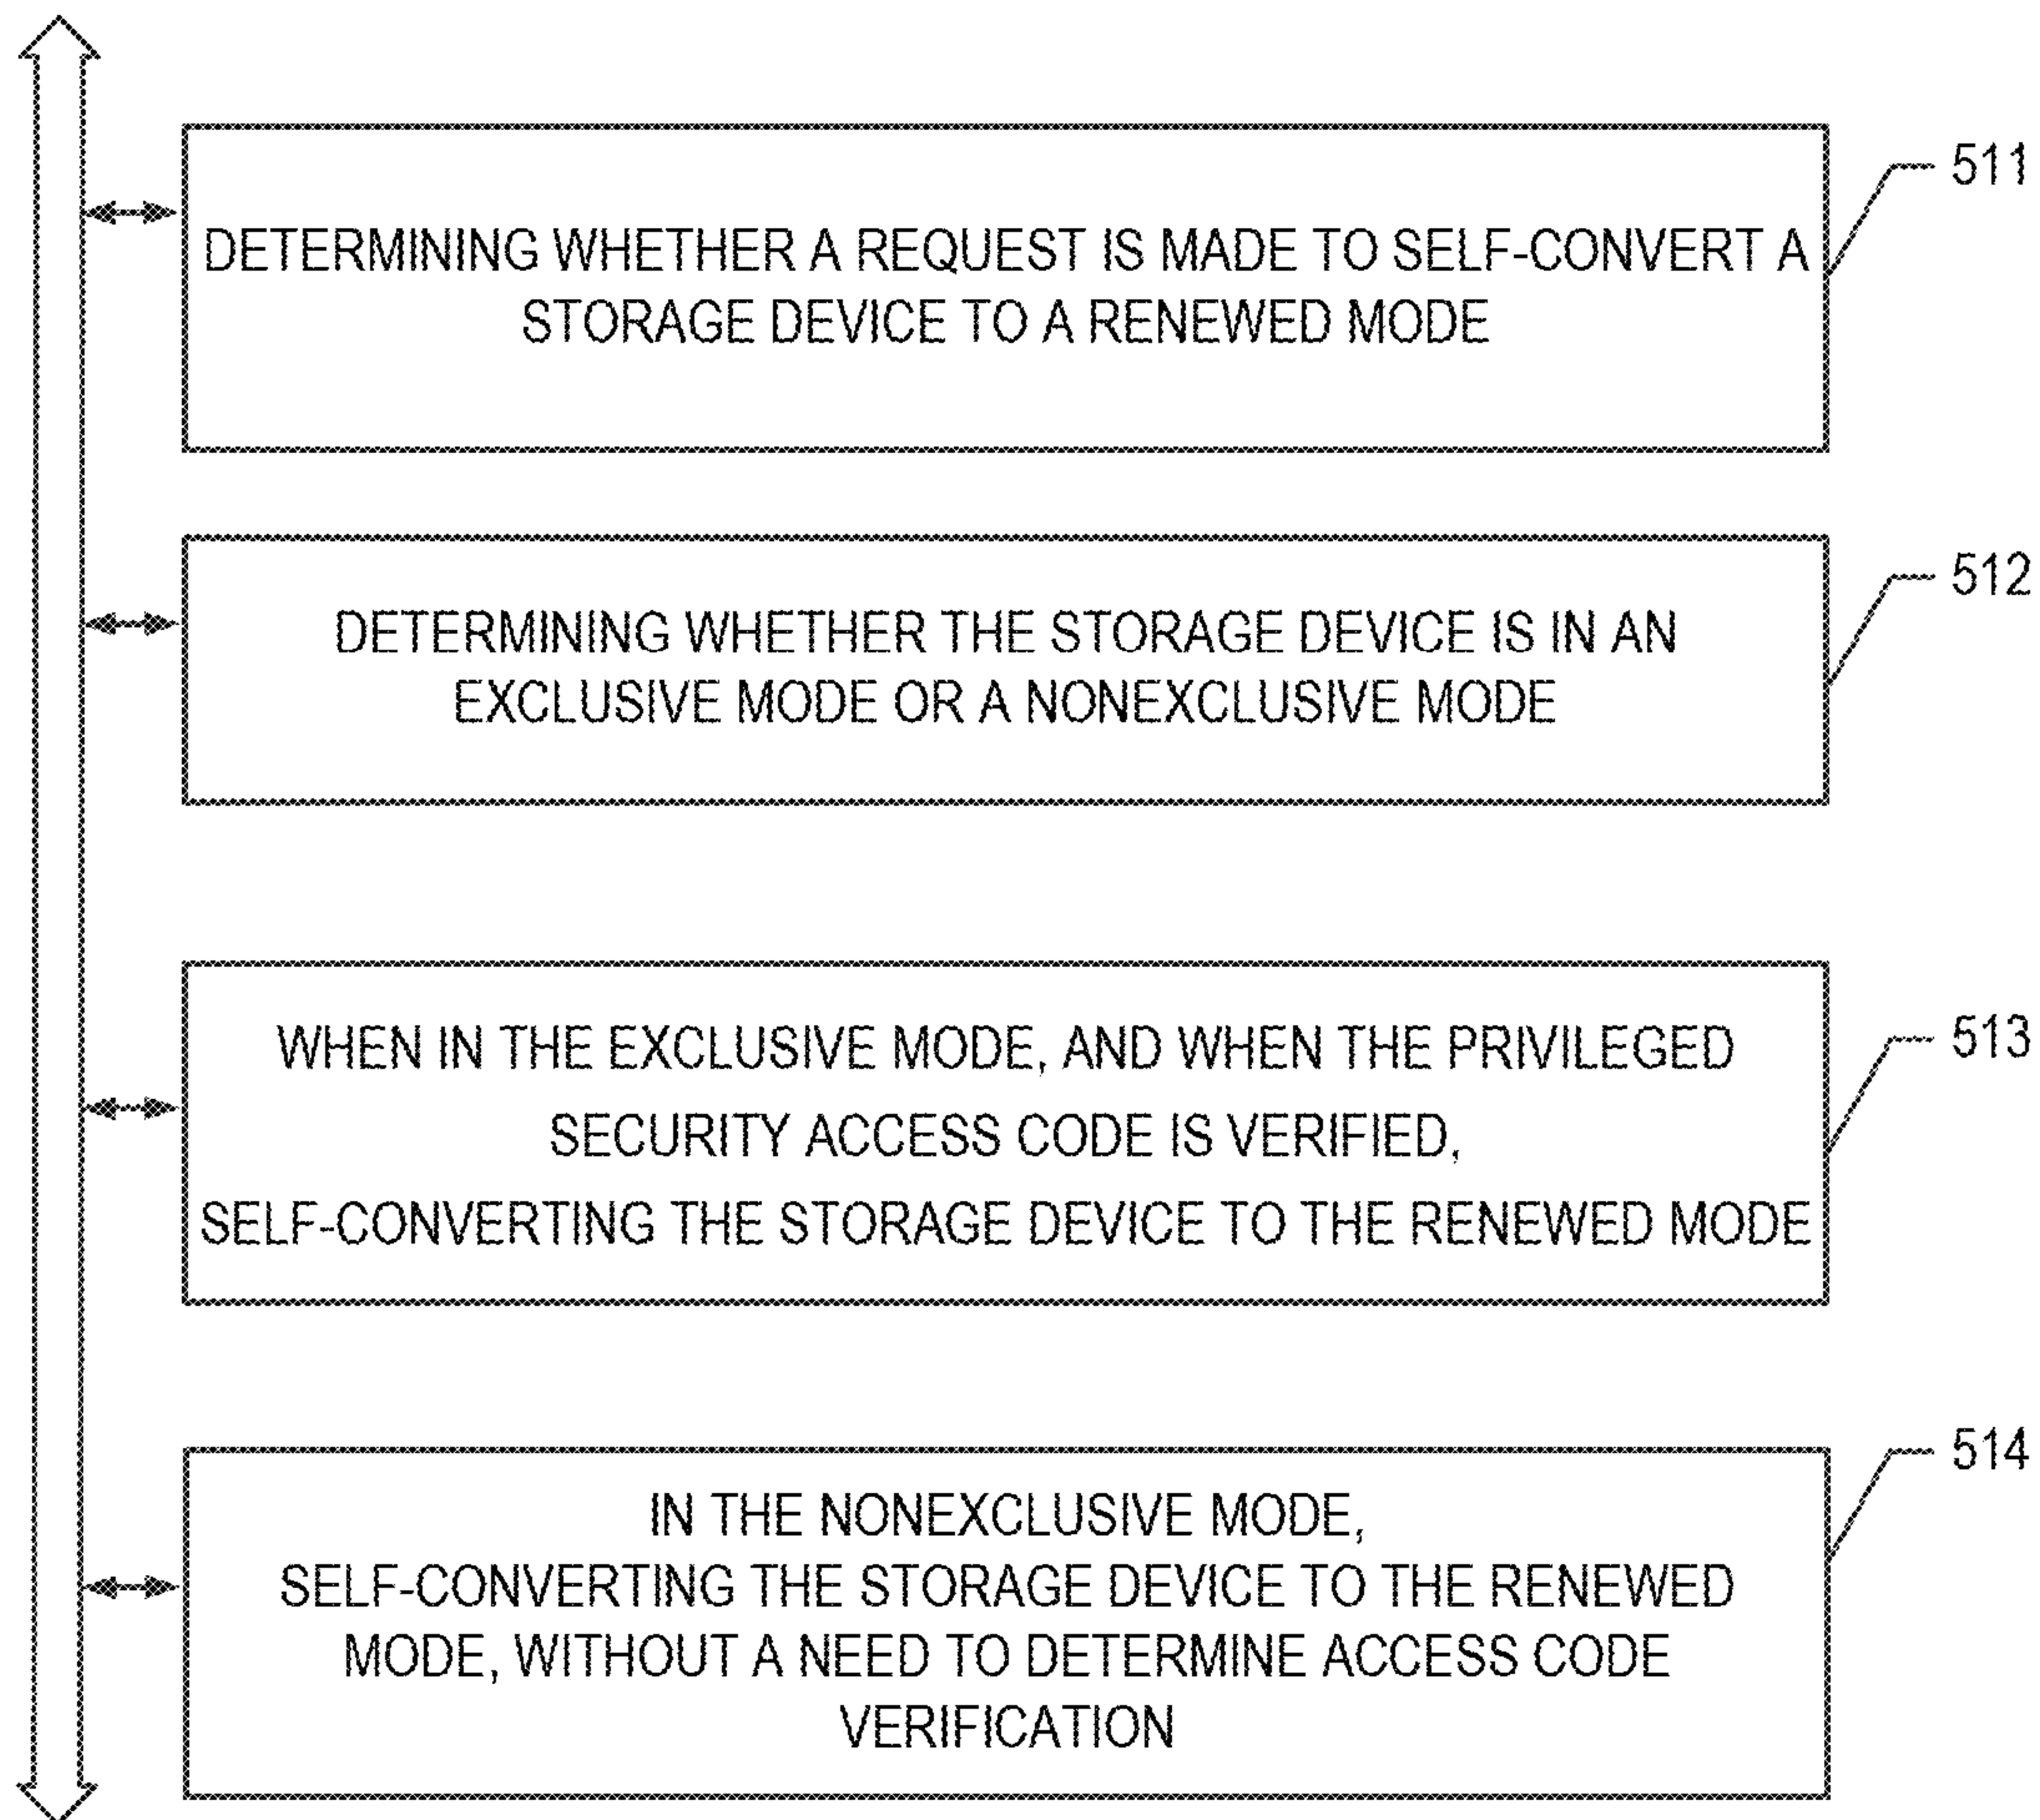 DETERMINING WHETHER A REQUEST IS MADE TO SELF-CONVERT A
STORAGE DEVICE TO A RENEWED MODE
511
DETERMINING WHETHER THE STORAGE DEVICE IS IN AN
EXCLUSIVE MODE OR A NONEXCLUSIVE MODE
512
WHEN IN THE EXCLUSIVE MODE, AND WHEN THE PRIVILEGED
SECURITY ACCESS CODE IS VERIFIED,
SELF-CONVERTING THE STORAGE DEVICE TO THE RENEWED MODE
513
IN THE NONEXCLUSIVE MODE,
SELF-CONVERTING THE STORAGE DEVICE TO THE RENEWED
MODE, WITHOUT A NEED TO DETERMINE ACCESS CODE
VERIFICATION
514